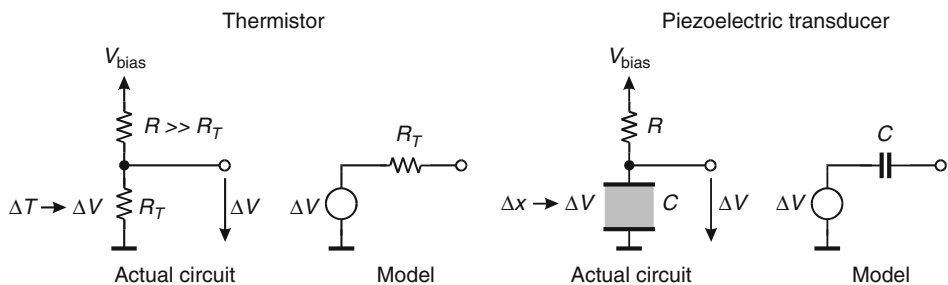 Thermistor
V_bias
R >> R_T
ΔT → ΔV
R_T
ΔV
Actual circuit
R_T
ΔV
Model
Piezoelectric transducer
V_bias
R
Δx → ΔV
C
ΔV
Actual circuit
C
ΔV
Model